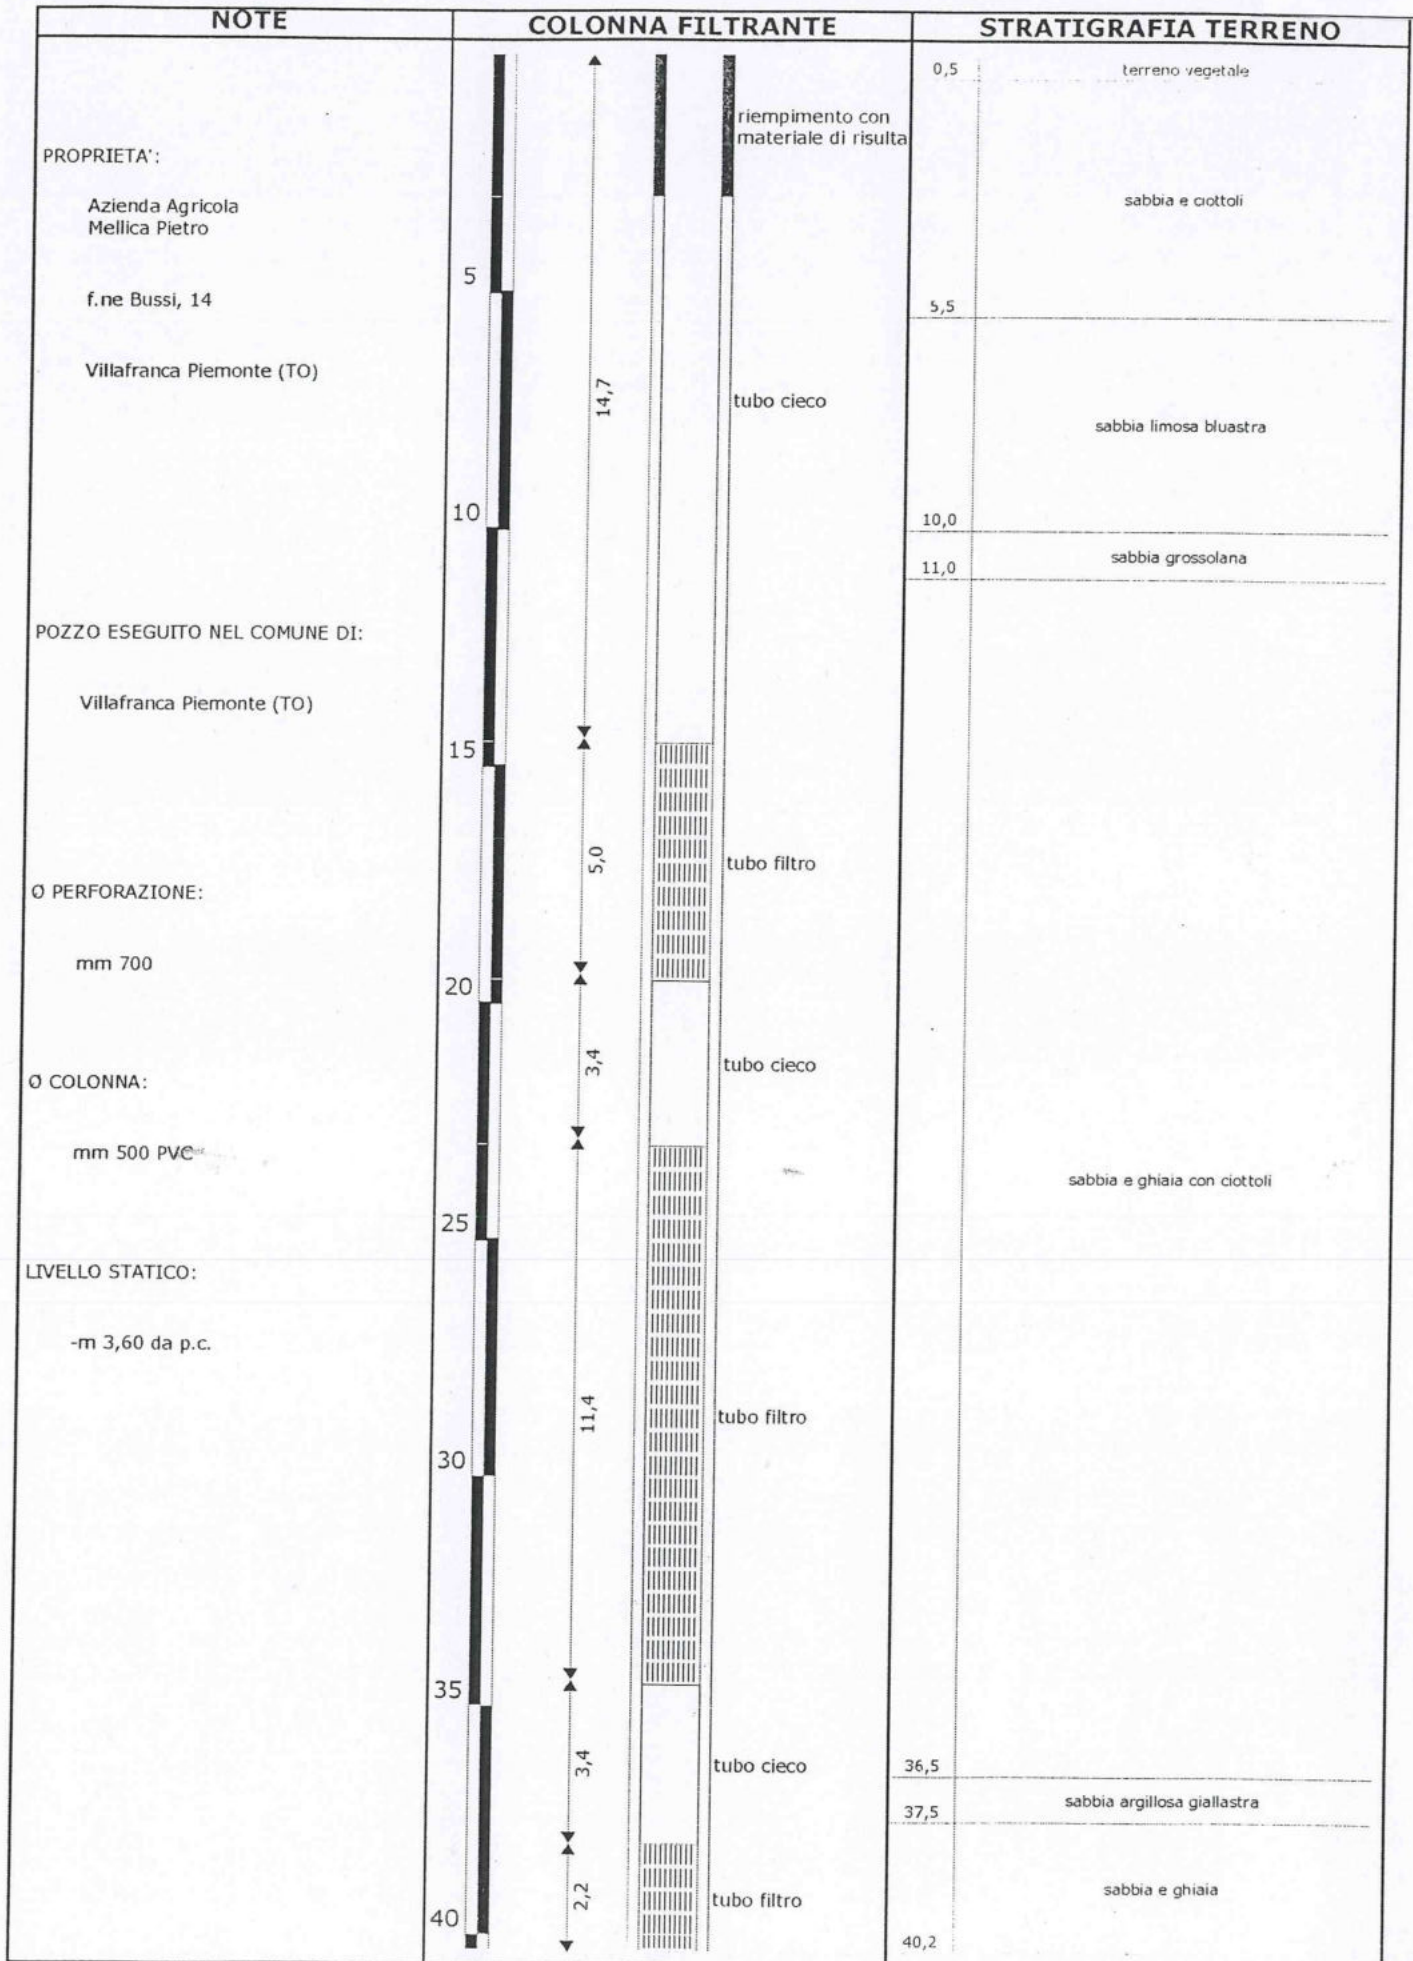 NOTE
COLONNA FILTRANTE
STRATIGRAFIA TERRENO
PROPRIETA':
Azienda Agricola
Mellica Pietro
f.ne Bussi, 14
Villafranca Piemonte (TO)
POZZO ESEGUITO NEL COMUNE DI:
Villafranca Piemonte (TO)
Ø PERFORAZIONE:
mm 700
Ø COLONNA:
mm 500 PVC
LIVELLO STATICO:
-m 3,60 da p.c.
5
10
15
20
25
30
35
40
14,7
5,0
3,4
11,4
3,4
2,2
riempimento con
materiale di risulta
tubo cieco
tubo filtro
tubo cieco
tubo filtro
tubo cieco
tubo filtro
0,5
terreno vegetale
sabbia e ciottoli
5,5
sabbia limosa bluastra
10,0
sabbia grossolana
11,0
sabbia e ghiaia con ciottoli
36,5
sabbia argillosa giallastra
37,5
sabbia e ghiaia
40,2